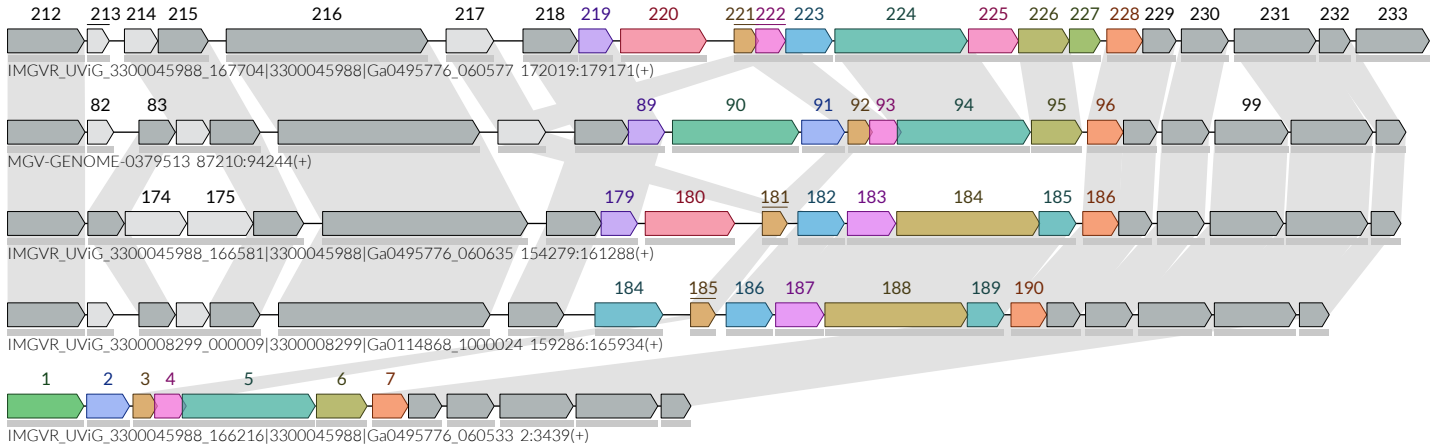 212 213 214 215 216 217 218 219 220 221 222 223 224 225 226 227 228 229 230 231 232 233
IMGVR_UViG_3300045988_167704|3300045988|Ga0495776_060577 172019:179171(+)
82 83 89 90 91 92 93 94 95 96 99
MGV-GENOME-0379513 87210:94244(+)
174 175 179 180 181 182 183 184 185 186
IMGVR_UViG_3300045988_166581|3300045988|Ga0495776_060635 154279:161288(+)
184 185 186 187 188 189 190
IMGVR_UViG_3300008299_000009|3300008299|Ga0114868_1000024 159286:165934(+)
1 2 3 4 5 6 7
IMGVR_UViG_3300045988_166216|3300045988|Ga0495776_060533 2:3439(+)